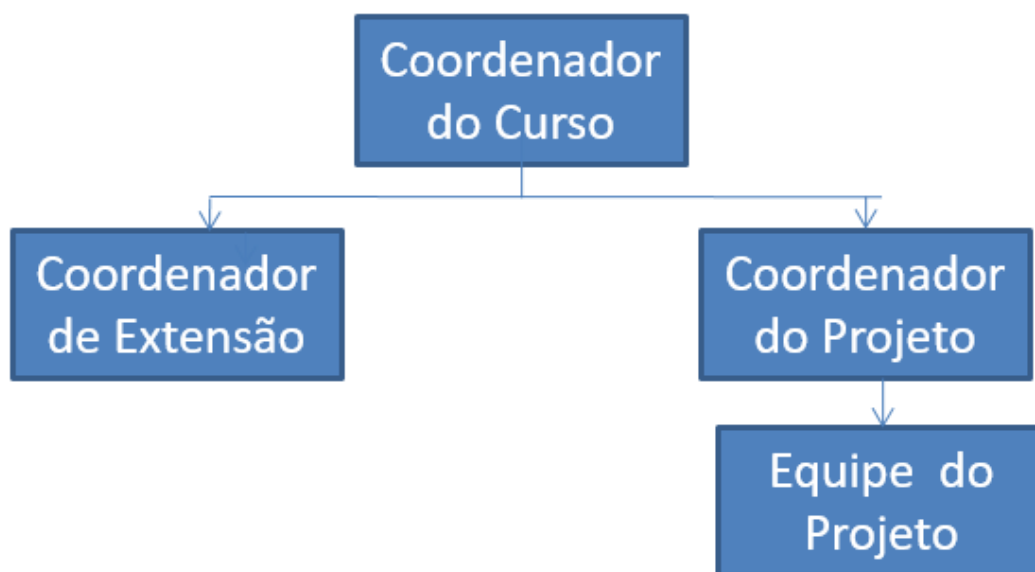 Coordenador
do Curso
Coordenador
de Extensão
Coordenador
do Projeto
Equipe do
Projeto